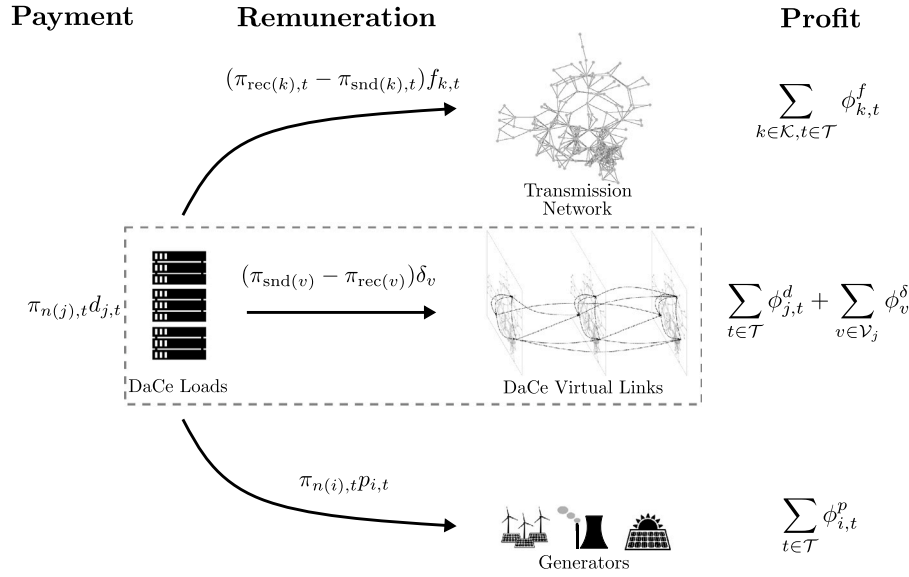 Payment Remuneration Profit
(π_{rec(k),t} − π_{snd(k),t})f_{k,t}
∑_{k∈𝒦,t∈𝒯} ϕ^f_{k,t}
Transmission
Network
π_{n(j),t}d_{j,t}
(π_{snd(v)} − π_{rec(v)})δ_v
∑_{t∈𝒯} ϕ^d_{j,t} + ∑_{v∈𝒱_j} ϕ^δ_v
DaCe Loads
DaCe Virtual Links
π_{n(i),t}p_{i,t}
∑_{t∈𝒯} ϕ^p_{i,t}
Generators